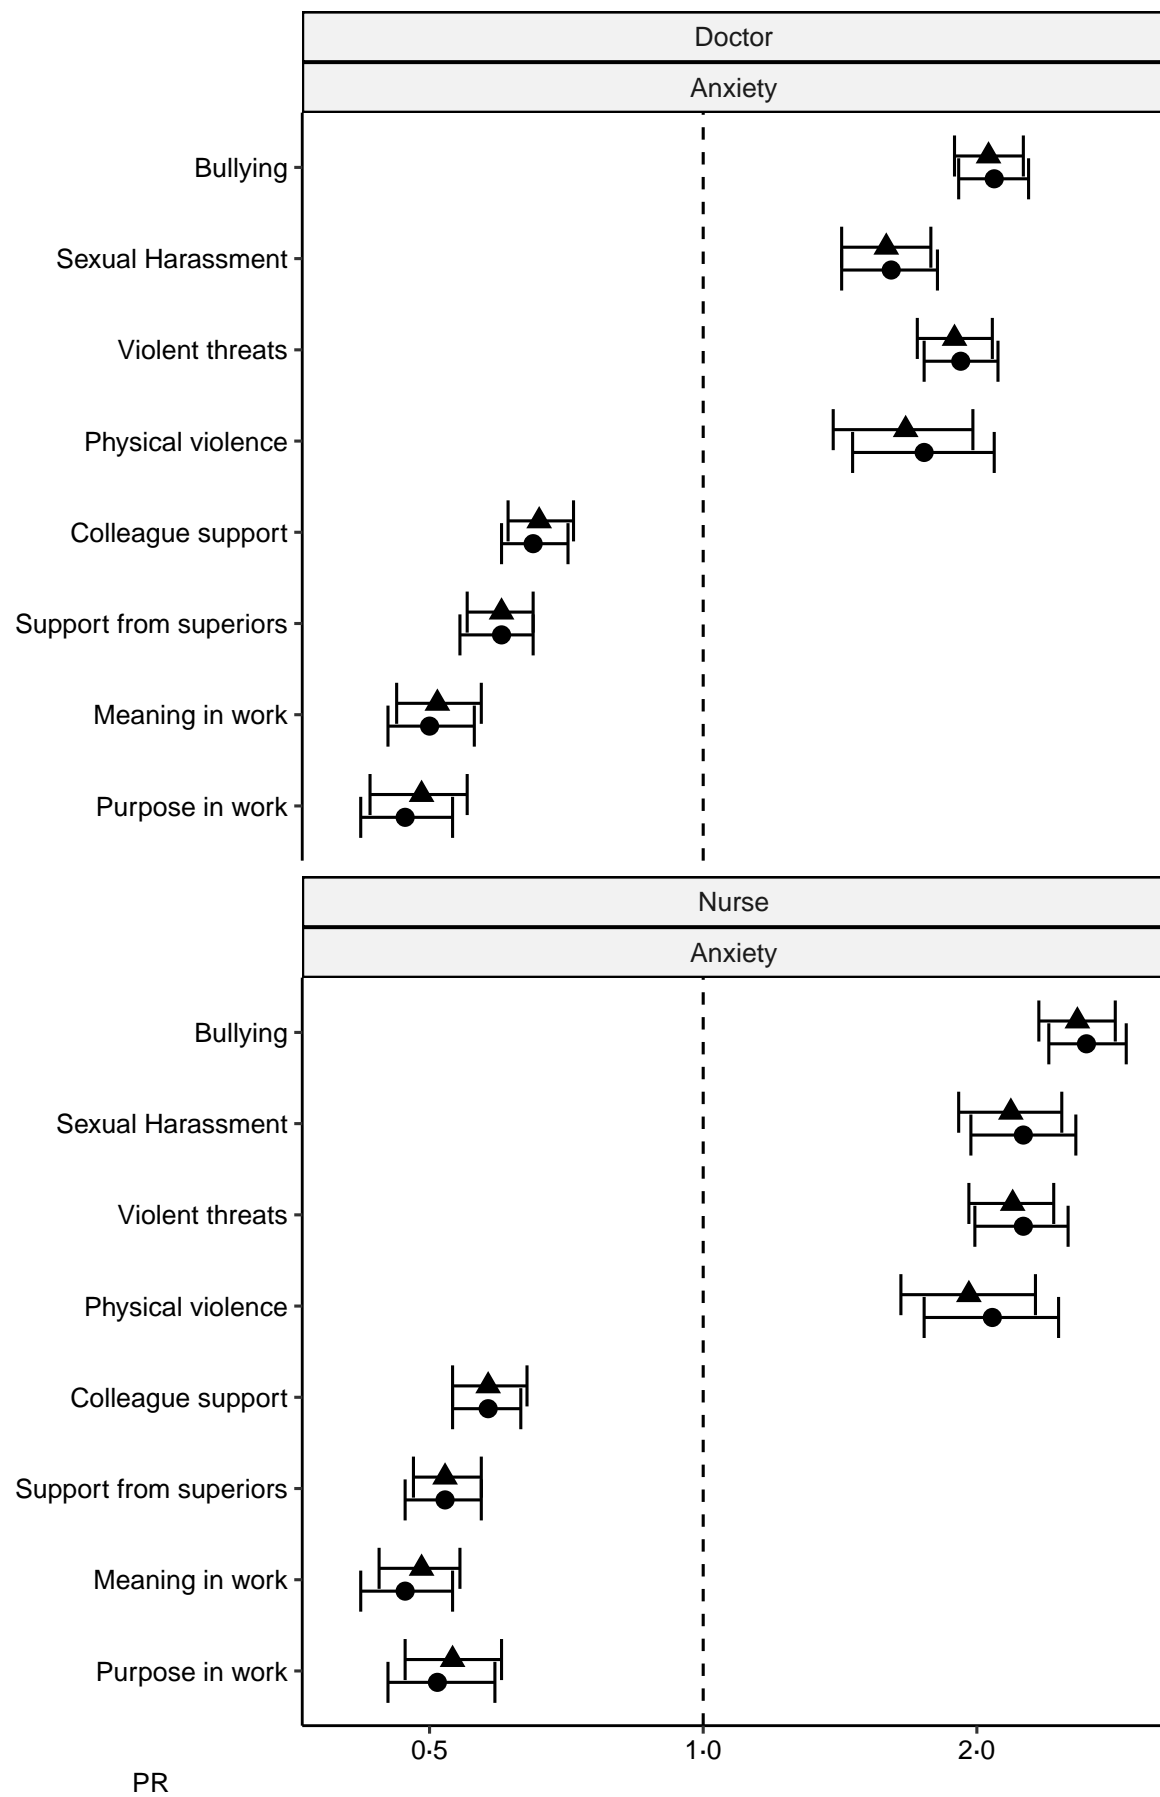 Doctor
Anxiety
Bullying
Sexual Harassment
Violent threats
Physical violence
Colleague support
Support from superiors
Meaning in work
Purpose in work
Nurse
Anxiety
Bullying
Sexual Harassment
Violent threats
Physical violence
Colleague support
Support from superiors
Meaning in work
Purpose in work
0·5 1·0 2·0
PR